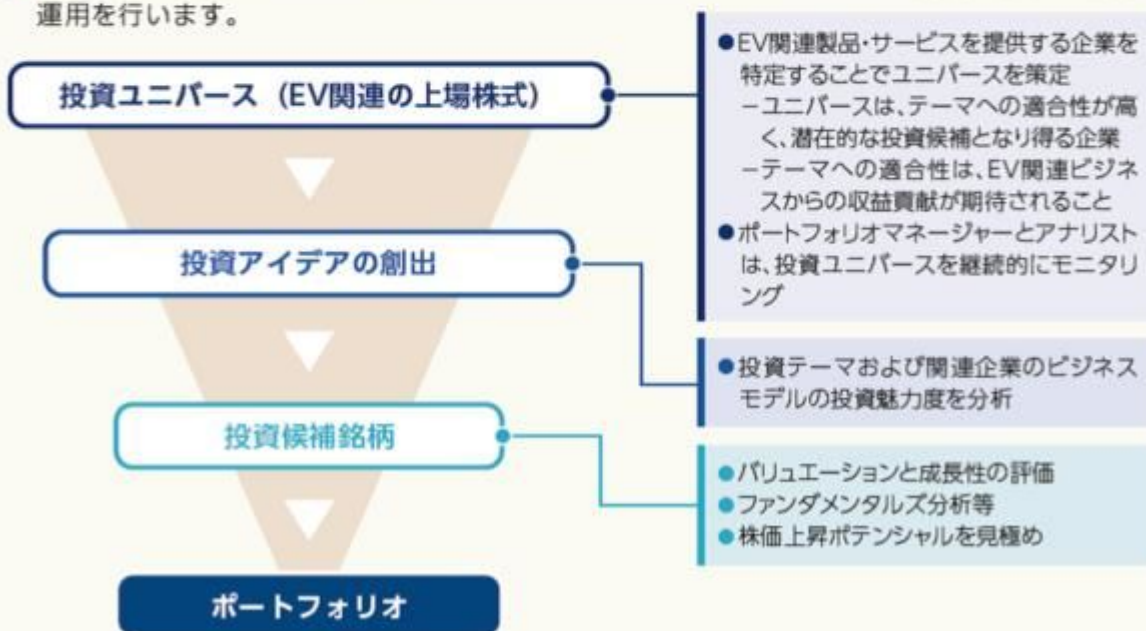 運用を行います。
投資ユニバース（EV関連の上場株式）
●EV関連製品・サービスを提供する企業を
特定することでユニバースを策定
－ユニバースは、テーマへの適合性が高
く、潜在的な投資候補となり得る企業
－テーマへの適合性は、EV関連ビジネ
スからの収益貢献が期待されること
●ポートフォリオマネージャーとアナリスト
は、投資ユニバースを継続的にモニタリ
ング
投資アイデアの創出
●投資テーマおよび関連企業のビジネス
モデルの投資魅力度を分析
投資候補銘柄
●バリュエーションと成長性の評価
●ファンダメンタルズ分析等
●株価上昇ポテンシャルを見極め
ポートフォリオ